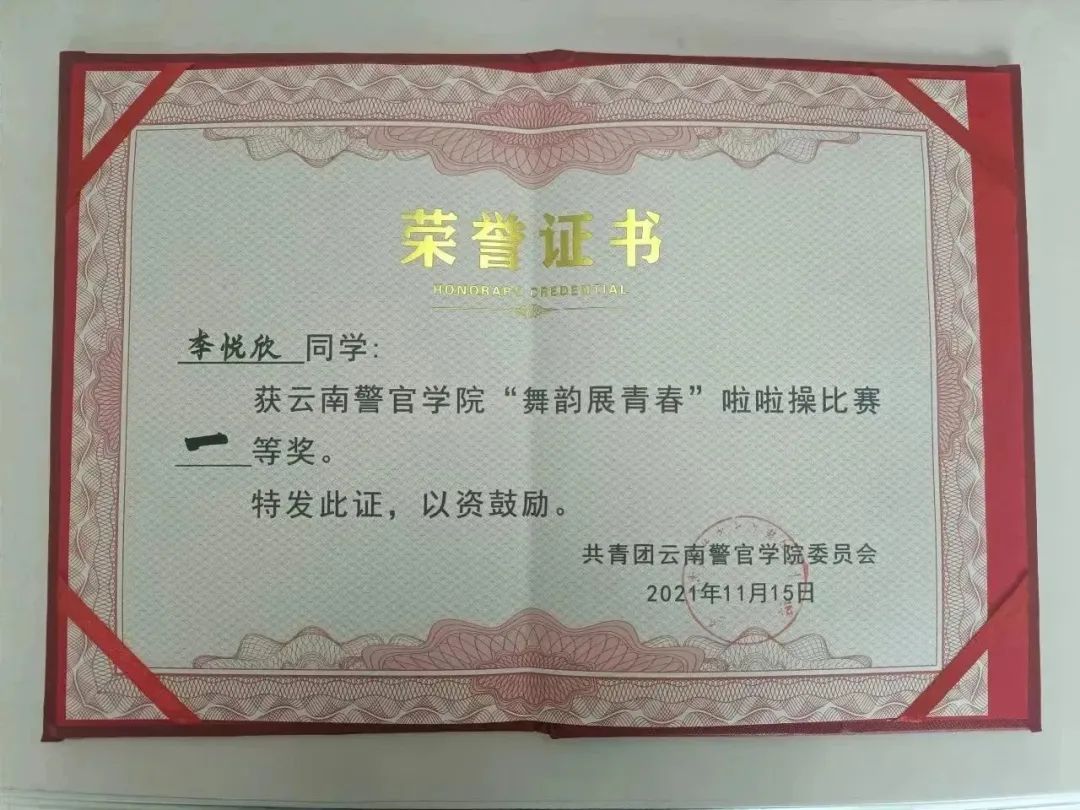 荣誉证书
HONORARY CREDENTIAL
李悦欣 同学:
获云南警官学院“舞韵展青春”啦啦操比赛
一 等奖。
特发此证，以资鼓励。
共青团云南警官学院委员会
2021年11月15日